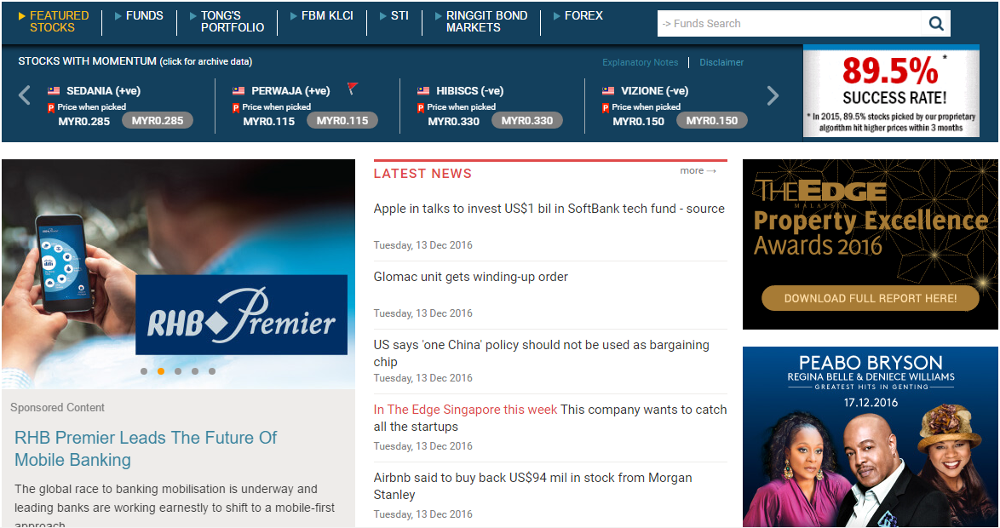 FEATURED
STOCKS
FUNDS
TONG'S
PORTFOLIO
FBM KLCI
STI
RINGGIT BOND
MARKETS
FOREX
-> Funds Search
STOCKS WITH MOMENTUM (click for archive data)
Explanatory Notes
Disclaimer
SEDANIA (+ve)
Price when picked
MYR0.285
MYR0.285
PERWAJA (+ve)
Price when picked
MYR0.115
MYR0.115
HIBISCS (-ve)
Price when picked
MYR0.330
MYR0.330
VIZIONE (-ve)
Price when picked
MYR0.150
MYR0.150
89.5% *
SUCCESS RATE!
* In 2015, 89.5% stocks picked by our proprietary
algorithm hit higher prices within 3 months
RHB Premier
Sponsored Content
RHB Premier Leads The Future Of
Mobile Banking
The global race to banking mobilisation is underway and
leading banks are working earnestly to shift to a mobile-first
approach
LATEST NEWS
more →
Apple in talks to invest US$1 bil in SoftBank tech fund - source
Tuesday, 13 Dec 2016
Glomac unit gets winding-up order
Tuesday, 13 Dec 2016
US says 'one China' policy should not be used as bargaining
chip
Tuesday, 13 Dec 2016
In The Edge Singapore this week This company wants to catch
all the startups
Tuesday, 13 Dec 2016
Airbnb said to buy back US$94 mil in stock from Morgan
Stanley
Tuesday, 13 Dec 2016
THE EDGE
MALAYSIA
Property Excellence
Awards 2016
DOWNLOAD FULL REPORT HERE!
PEABO BRYSON
REGINA BELLE & DENIECE WILLIAMS
GREATEST HITS IN GENTING
17.12.2016